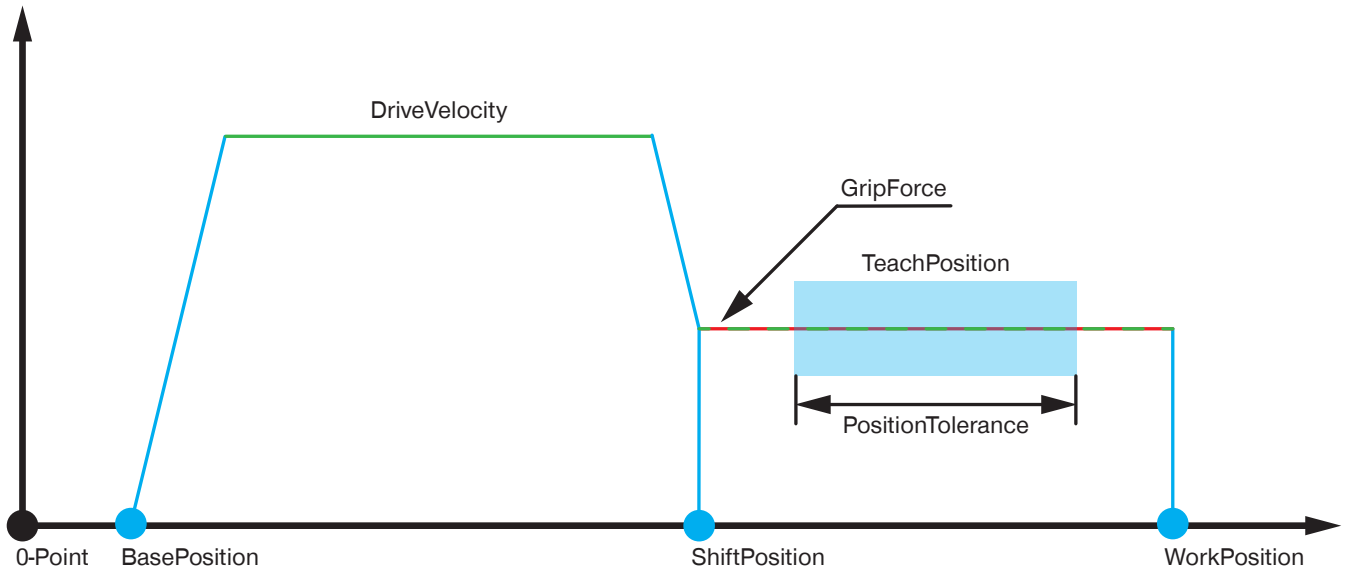 DriveVelocity
GripForce
TeachPosition
PositionTolerance
0-Point
BasePosition
ShiftPosition
WorkPosition